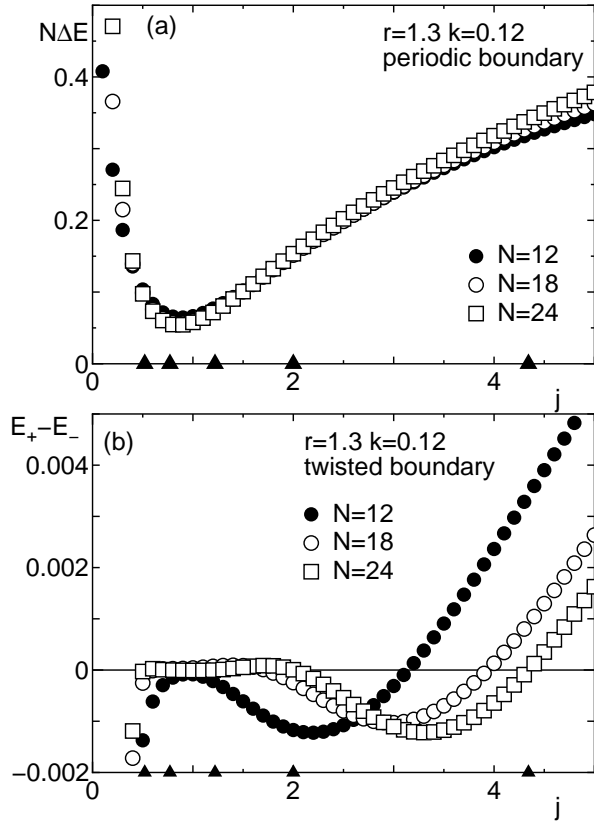 (a)
NΔE
r=1.3 k=0.12
periodic boundary
0.4
0.2
N=12
N=18
N=24
0
0 2 4 j
(b)
E+−E−
r=1.3 k=0.12
twisted boundary
0.004
N=12
N=18
N=24
0.002
0
−0.002
0 2 4 j